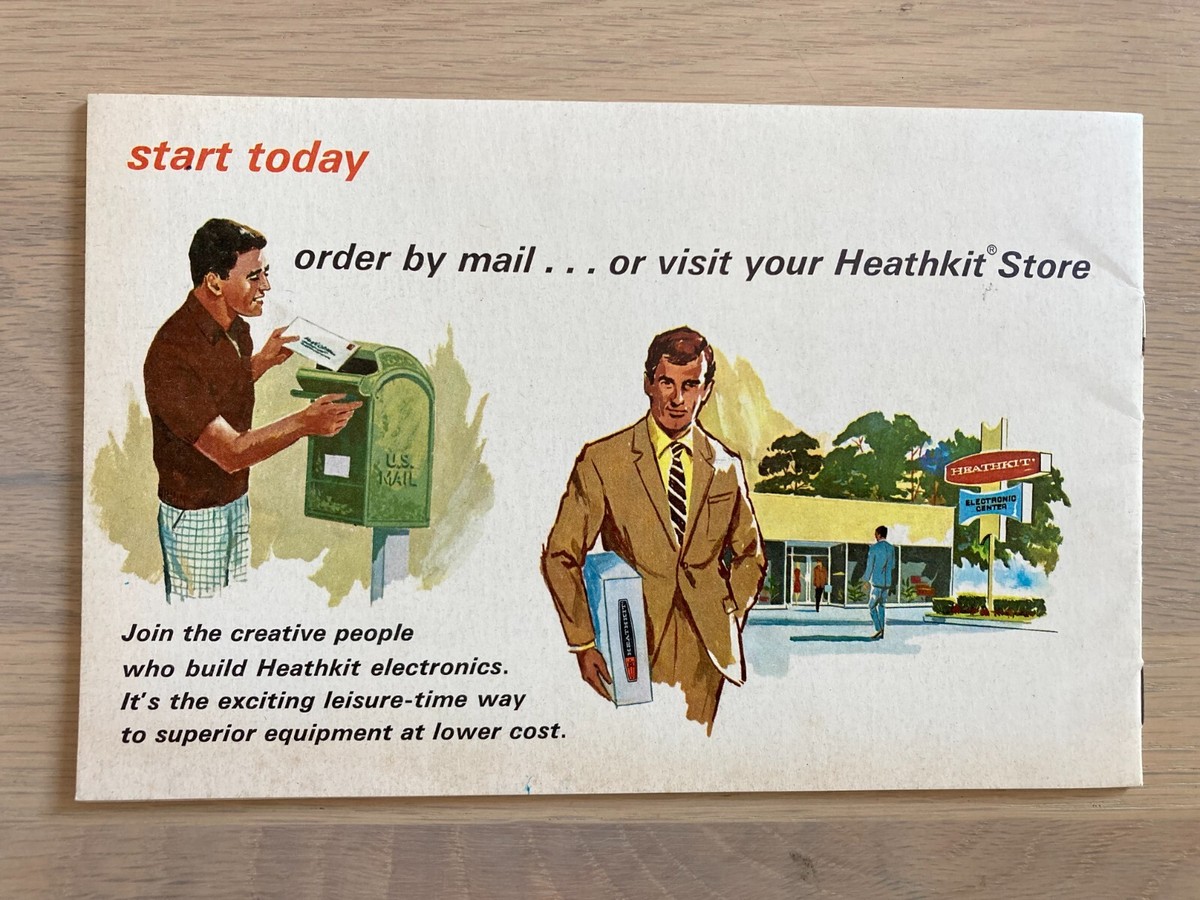 start today
order by mail . . . or visit your Heathkit® Store
U.S.
MAIL
HEATHKIT®
ELECTRONIC
CENTER
HEATHKIT
Join the creative people
who build Heathkit electronics.
It's the exciting leisure-time way
to superior equipment at lower cost.